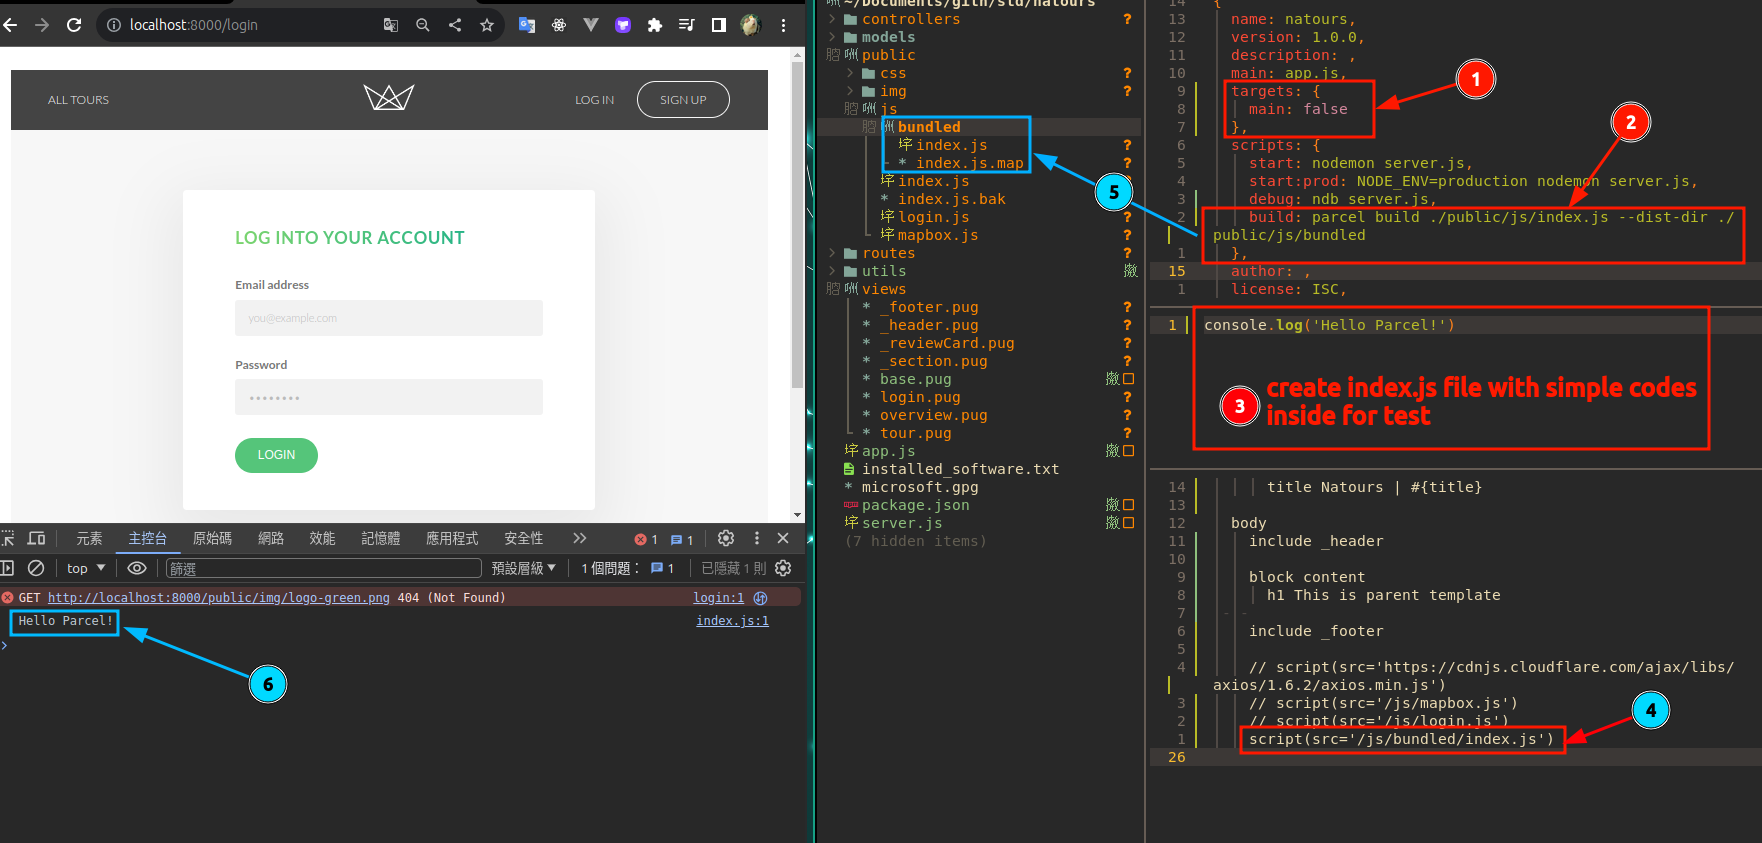 localhost:8000/login
ALL TOURS
LOG IN
SIGN UP
LOG INTO YOUR ACCOUNT
Email address
you@example.com
Password
••••••••
LOGIN
元素
主控台
原始碼
網路
效能
記憶體
應用程式
安全性
1
1
top
篩選
預設層級
1 個問題：
1
已隱藏 1 則
GET http://localhost:8000/public/img/logo-green.png 404 (Not Found)
login:1
Hello Parcel!
index.js:1
6
~/Documents/gith/std/natours
controllers ?
models
public
css ?
img ?
js
bundled
index.js ?
* index.js.map ?
index.js
* index.js.bak
login.js ?
mapbox.js ?
routes ?
utils
views
* _footer.pug ?
* _header.pug ?
* _reviewCard.pug ?
* _section.pug ?
* base.pug
* login.pug ?
* overview.pug ?
* tour.pug ?
app.js
installed_software.txt
* microsoft.gpg
package.json
server.js
(7 hidden items)
5
14 {
13 name: natours,
12 version: 1.0.0,
11 description: ,
10 main: app.js,
9 targets: {
8 main: false
7 },
6 scripts: {
5 start: nodemon server.js,
4 start:prod: NODE_ENV=production nodemon server.js,
3 debug: ndb server.js,
2 build: parcel build ./public/js/index.js --dist-dir ./
public/js/bundled
1 },
15 author: ,
1 license: ISC,
1
2
1 console.log('Hello Parcel!')
3
create index.js file with simple codes
inside for test
14 title Natours | #{title}
13
12 body
11 include _header
10
9 block content
8 h1 This is parent template
7
6 include _footer
5
4 // script(src='https://cdnjs.cloudflare.com/ajax/libs/
axios/1.6.2/axios.min.js')
3 // script(src='/js/mapbox.js')
2 // script(src='/js/login.js')
1 script(src='/js/bundled/index.js')
26
4